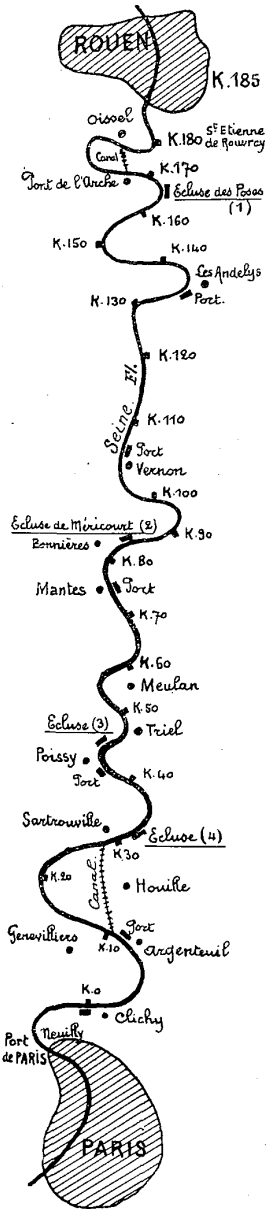 ROUEN
K.185
Oissel
K.180
St Etienne
de Rouvray
Canal
K.170
Pont de l'Arche
Ecluse des Poses
(1)
K.160
K.150
K.140
Les Andelys
K.130
Port.
K.120
Seine. Fl.
K.110
Port
Vernon
K.100
Ecluse de Méricourt (2)
K.90
Bonnières
K.80
Mantes
Port
K.70
K.60
Meulan
K.50
Ecluse (3)
Triel
Poissy
Port
K.40
Sartrouville
Ecluse (4)
K.30
K.20
Canal.
Houille
Genevilliers
K.10
Port
Argenteuil
K.0
Clichy
Port
de PARIS
Neuilly
PARIS